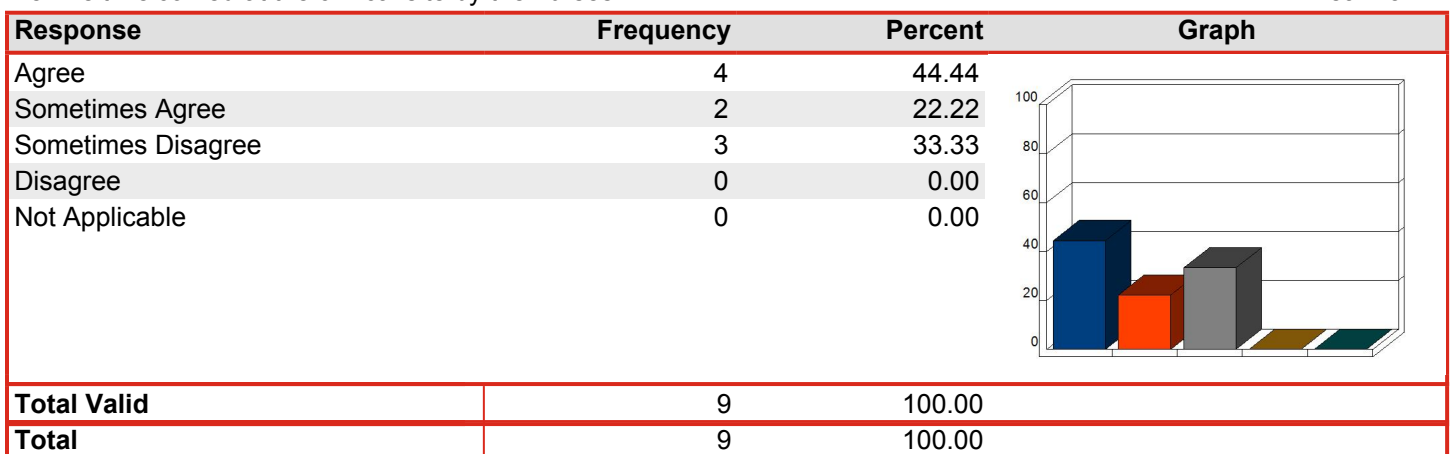 Response Frequency Percent Graph
Agree 4 44.44
Sometimes Agree 2 22.22
Sometimes Disagree 3 33.33
Disagree 0 0.00
Not Applicable 0 0.00
100
80
60
40
20
0
Total Valid 9 100.00
Total 9 100.00